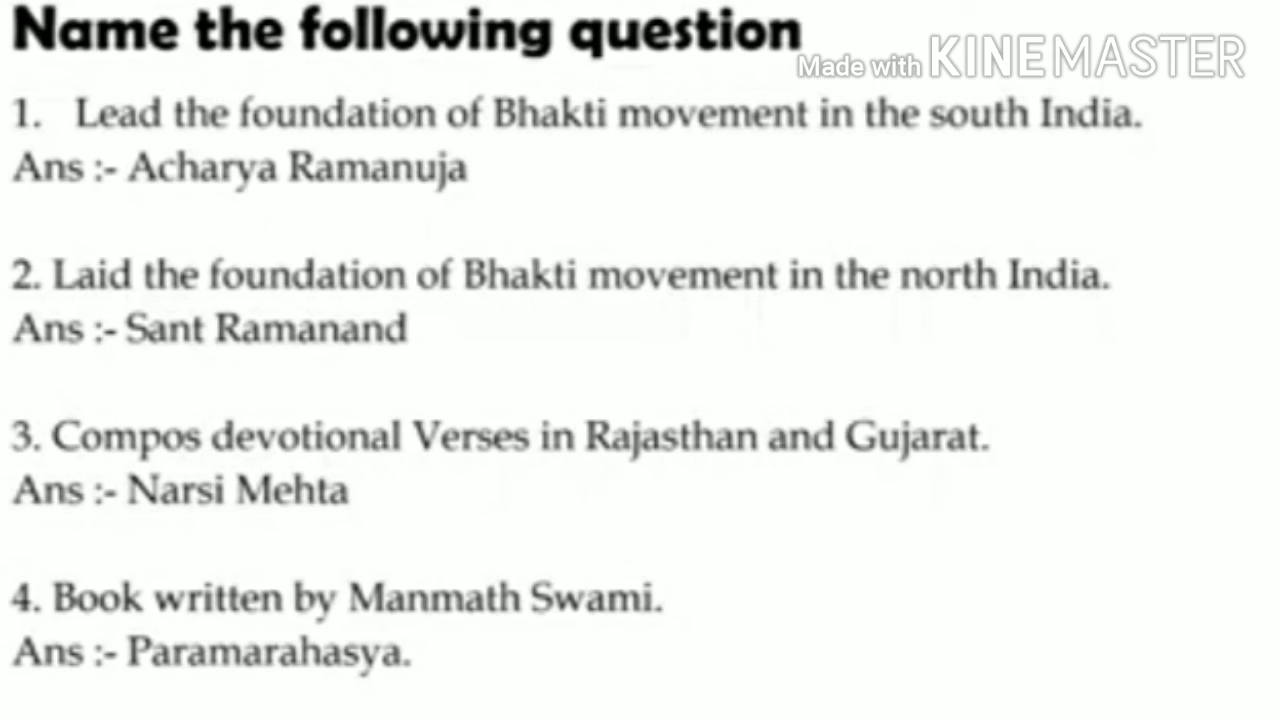 Name the following question
Made with KINEMASTER
1. Lead the foundation of Bhakti movement in the south India.
Ans :- Acharya Ramanuja
2. Laid the foundation of Bhakti movement in the north India.
Ans :- Sant Ramanand
3. Compos devotional Verses in Rajasthan and Gujarat.
Ans :- Narsi Mehta
4. Book written by Manmath Swami.
Ans :- Paramarahasya.